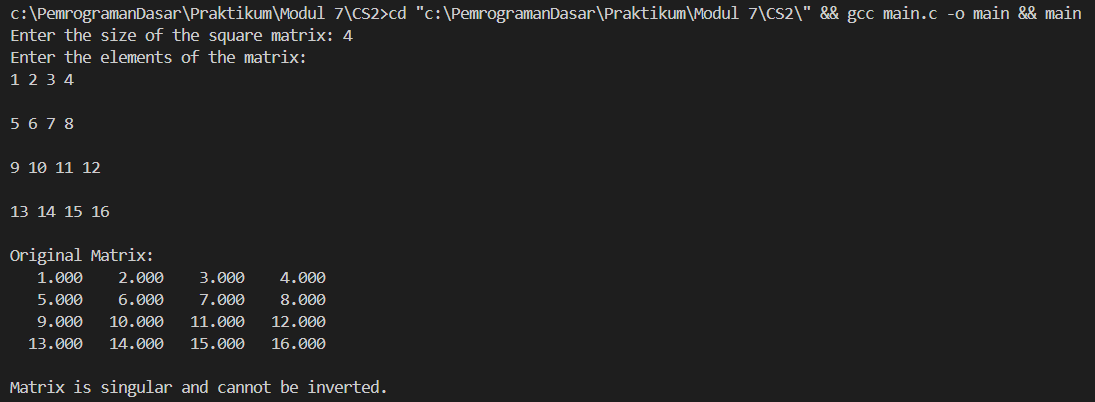 c:\PemrogramanDasar\Praktikum\Modul 7\CS2>cd "c:\PemrogramanDasar\Praktikum\Modul 7\CS2\" && gcc main.c -o main && main
Enter the size of the square matrix: 4
Enter the elements of the matrix:
1 2 3 4
5 6 7 8
9 10 11 12
13 14 15 16
Original Matrix:
1.000 2.000 3.000 4.000
5.000 6.000 7.000 8.000
9.000 10.000 11.000 12.000
13.000 14.000 15.000 16.000
Matrix is singular and cannot be inverted.